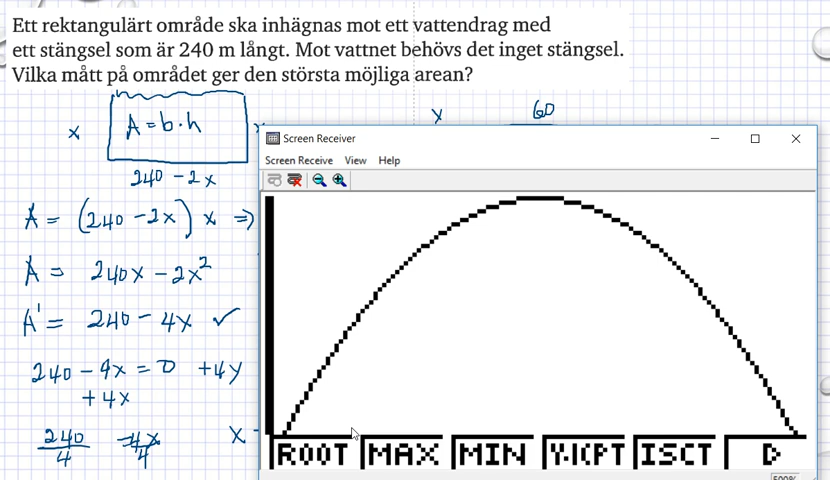 Ett rektangulärt område ska inhägnas mot ett vattendrag med
ett stängsel som är 240 m långt. Mot vattnet behövs det inget stängsel.
Vilka mått på området ger den största möjliga arean?
x A = b · h x 60
240 - 2x
A = (240 - 2x) x ⇒
A = 240x - 2x²
A' = 240 - 4x ✓
240 - 4x = 0 +4y
+4x
240/4 4x/4 x
Screen Receiver
Screen Receive View Help
ROOT MAX MIN Y-ICPT ISCT ▷
500%